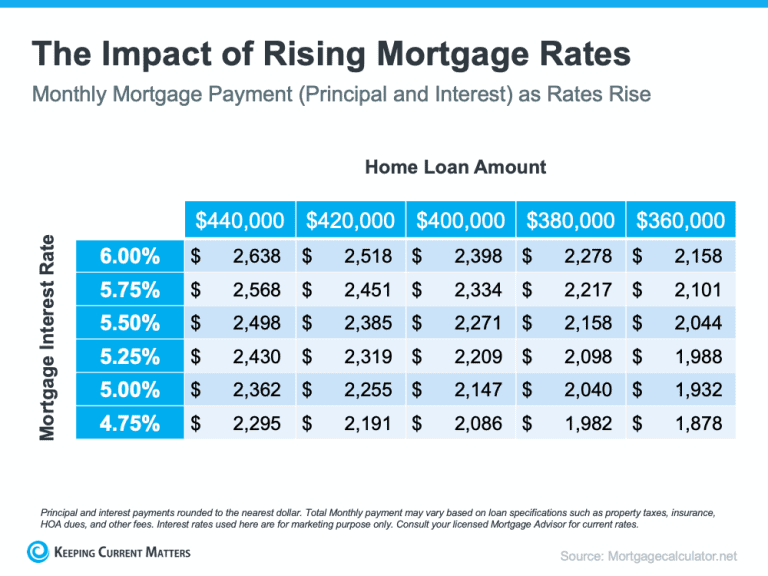 The Impact of Rising Mortgage Rates
Monthly Mortgage Payment (Principal and Interest) as Rates Rise
Home Loan Amount
Mortgage Interest Rate
$440,000 $420,000 $400,000 $380,000 $360,000
6.00% $ 2,638 $ 2,518 $ 2,398 $ 2,278 $ 2,158
5.75% $ 2,568 $ 2,451 $ 2,334 $ 2,217 $ 2,101
5.50% $ 2,498 $ 2,385 $ 2,271 $ 2,158 $ 2,044
5.25% $ 2,430 $ 2,319 $ 2,209 $ 2,098 $ 1,988
5.00% $ 2,362 $ 2,255 $ 2,147 $ 2,040 $ 1,932
4.75% $ 2,295 $ 2,191 $ 2,086 $ 1,982 $ 1,878
Principal and interest payments rounded to the nearest dollar. Total Monthly payment may vary based on loan specifications such as property taxes, insurance,
HOA dues, and other fees. Interest rates used here are for marketing purpose only. Consult your licensed Mortgage Advisor for current rates.
KEEPING CURRENT MATTERS
Source: Mortgagecalculator.net